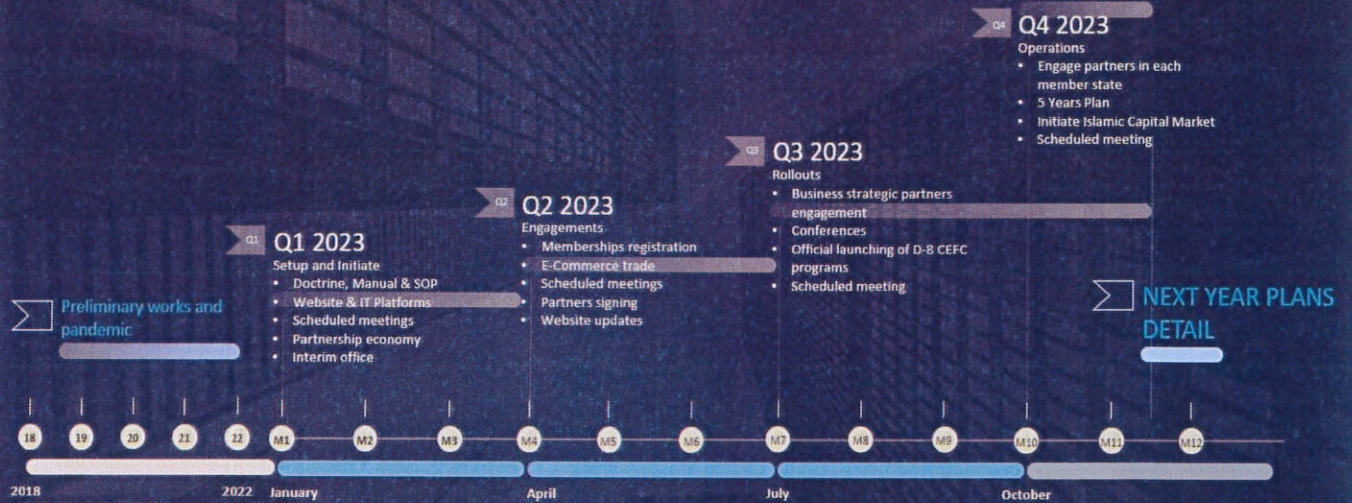 Q4
Q4 2023
Operations
• Engage partners in each
member state
• 5 Years Plan
• Initiate Islamic Capital Market
• Scheduled meeting
Q3
Q3 2023
Rollouts
• Business strategic partners
engagement
• Conferences
• Official launching of D-8 CEFC
programs
• Scheduled meeting
Q2
Q2 2023
Engagements
• Memberships registration
• E-Commerce trade
• Scheduled meetings
• Partners signing
• Website updates
Q1
Q1 2023
Setup and Initiate
• Doctrine, Manual & SOP
• Website & IT Platforms
• Scheduled meetings
• Partnership economy
• Interim office
Preliminary works and
pandemic
NEXT YEAR PLANS
DETAIL
18 19 20 21 22 M1 M2 M3 M4 M5 M6 M7 M8 M9 M10 M11 M12
2018 2022 January April July October